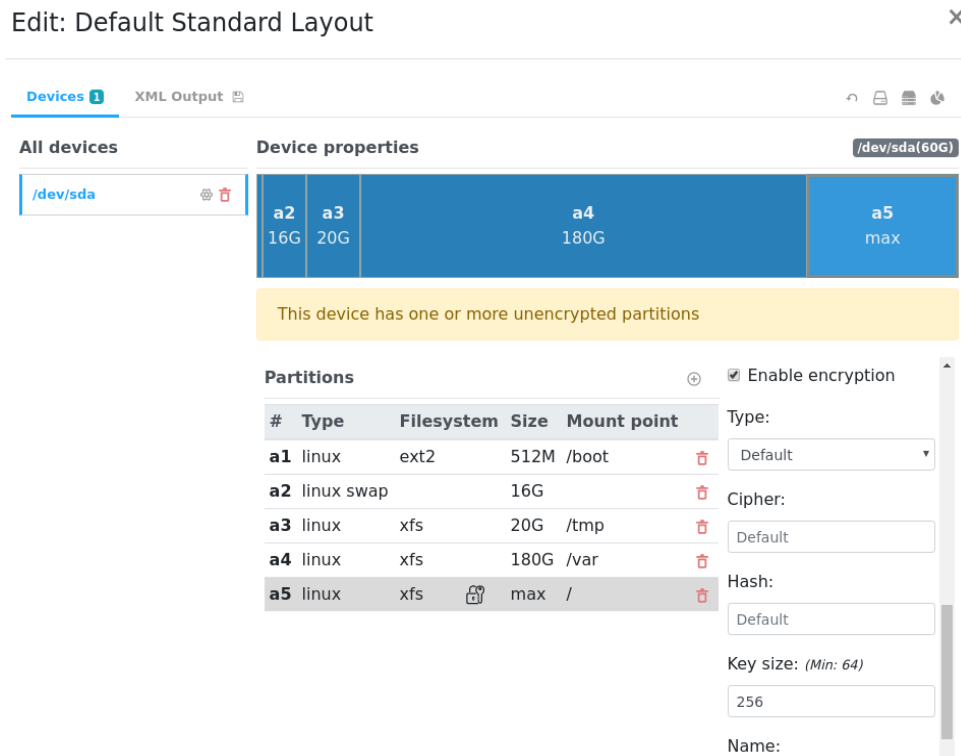 Edit: Default Standard Layout
Devices 1 XML Output
All devices
/dev/sda
Device properties /dev/sda(60G)
a2 a3 a4 a5
16G 20G 180G max
This device has one or more unencrypted partitions
Partitions
# Type Filesystem Size Mount point
a1 linux ext2 512M /boot
a2 linux swap 16G
a3 linux xfs 20G /tmp
a4 linux xfs 180G /var
a5 linux xfs max /
Enable encryption
Type:
Default
Cipher:
Default
Hash:
Default
Key size: (Min: 64)
256
Name: